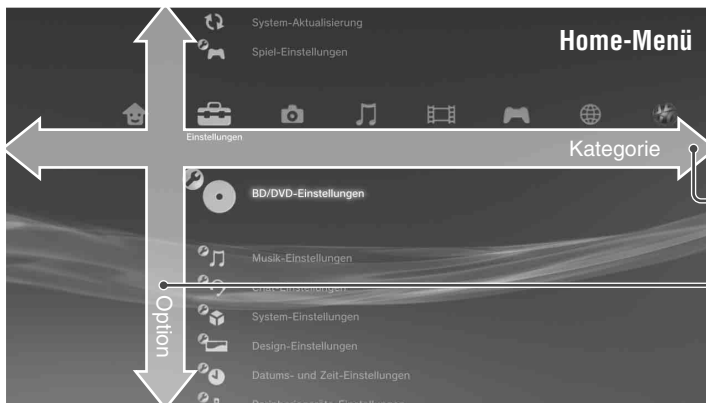 System-Aktualisierung
Spiel-Einstellungen
Home-Menü
Einstellungen
Kategorie
BD/DVD-Einstellungen
Musik-Einstellungen
System-Einstellungen
Option
Design-Einstellungen
Datums- und Zeit-Einstellungen